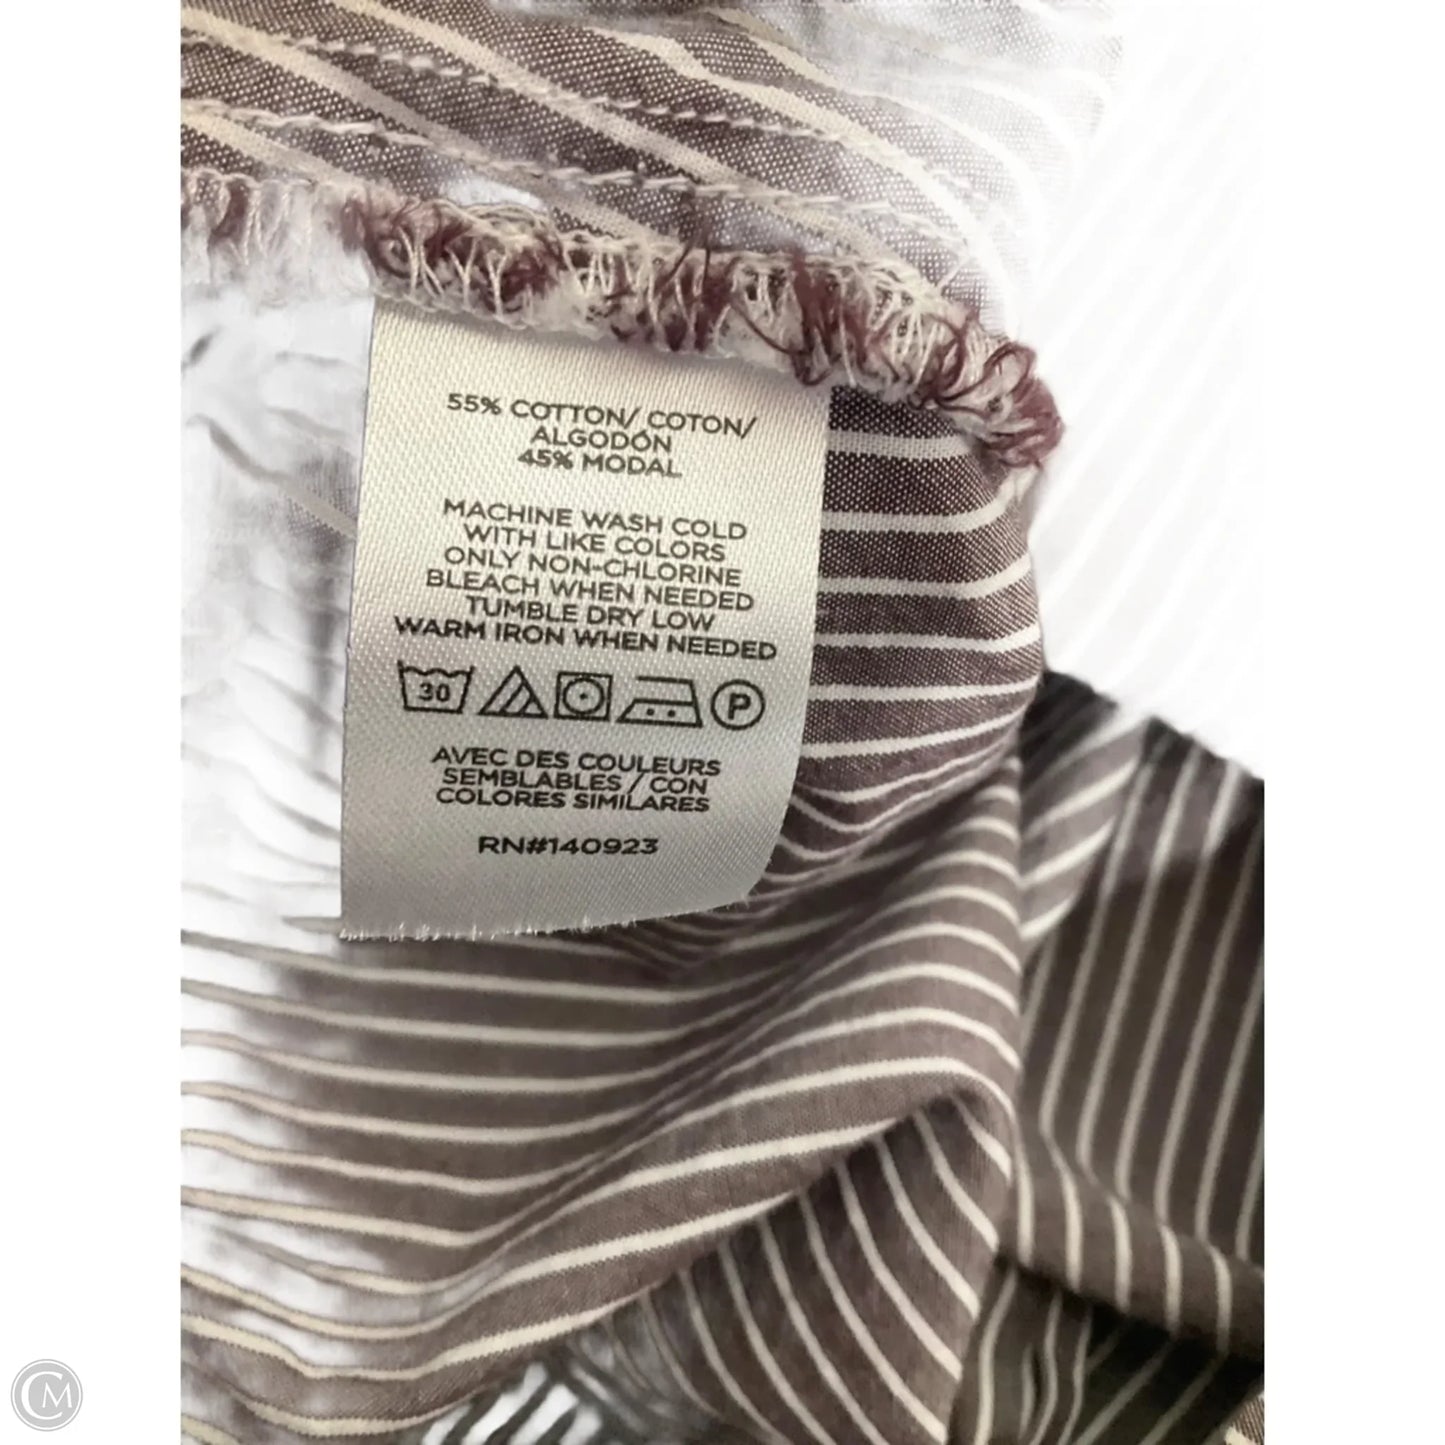 55% COTTON/ COTON/
ALGODÓN
45% MODAL
MACHINE WASH COLD
WITH LIKE COLORS
ONLY NON-CHLORINE
BLEACH WHEN NEEDED
TUMBLE DRY LOW
WARM IRON WHEN NEEDED
30 P
AVEC DES COULEURS
SEMBLABLES / CON
COLORES SIMILARES
RN#140923
CM